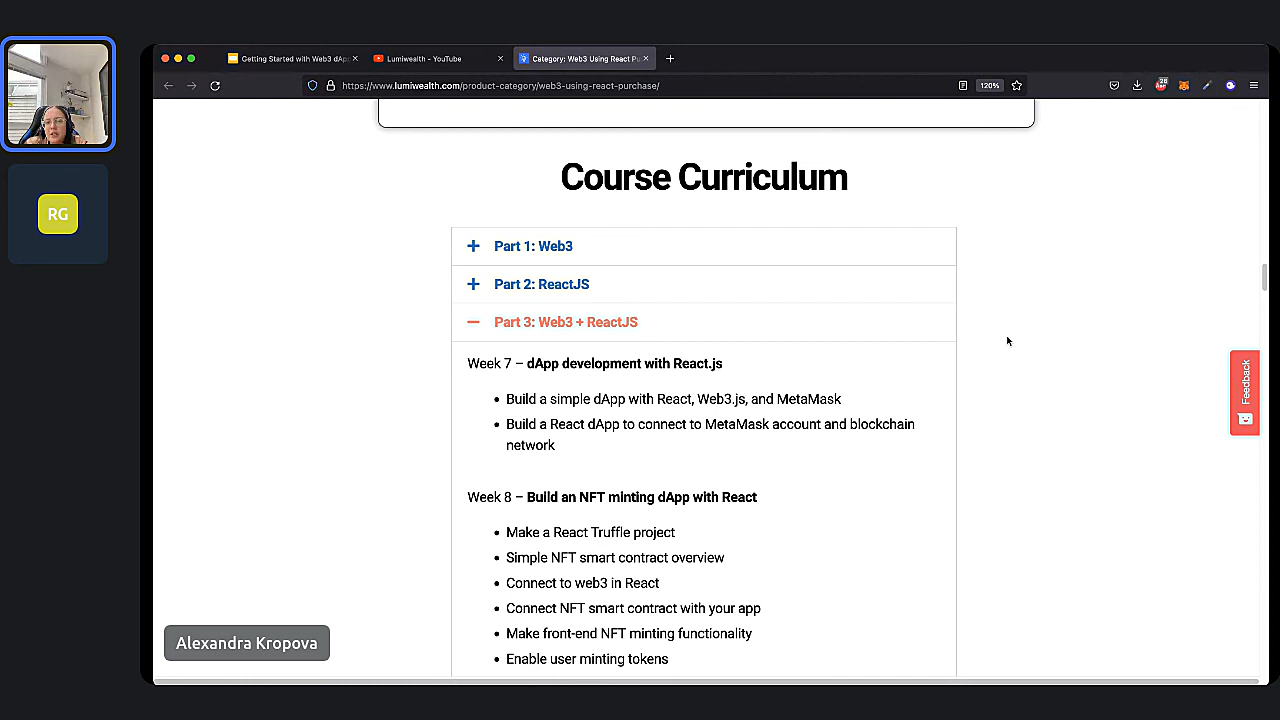 Getting Started with Web3 dAp
Lumiwealth - YouTube
Category: Web3 Using React Pu
https://www.lumiwealth.com/product-category/web3-using-react-purchase/
120%
28
RG
Course Curriculum
Part 1: Web3
Part 2: ReactJS
Part 3: Web3 + ReactJS
Week 7 – dApp development with React.js
• Build a simple dApp with React, Web3.js, and MetaMask
• Build a React dApp to connect to MetaMask account and blockchain
network
Week 8 – Build an NFT minting dApp with React
• Make a React Truffle project
• Simple NFT smart contract overview
• Connect to web3 in React
• Connect NFT smart contract with your app
• Make front-end NFT minting functionality
• Enable user minting tokens
Feedback
Alexandra Kropova